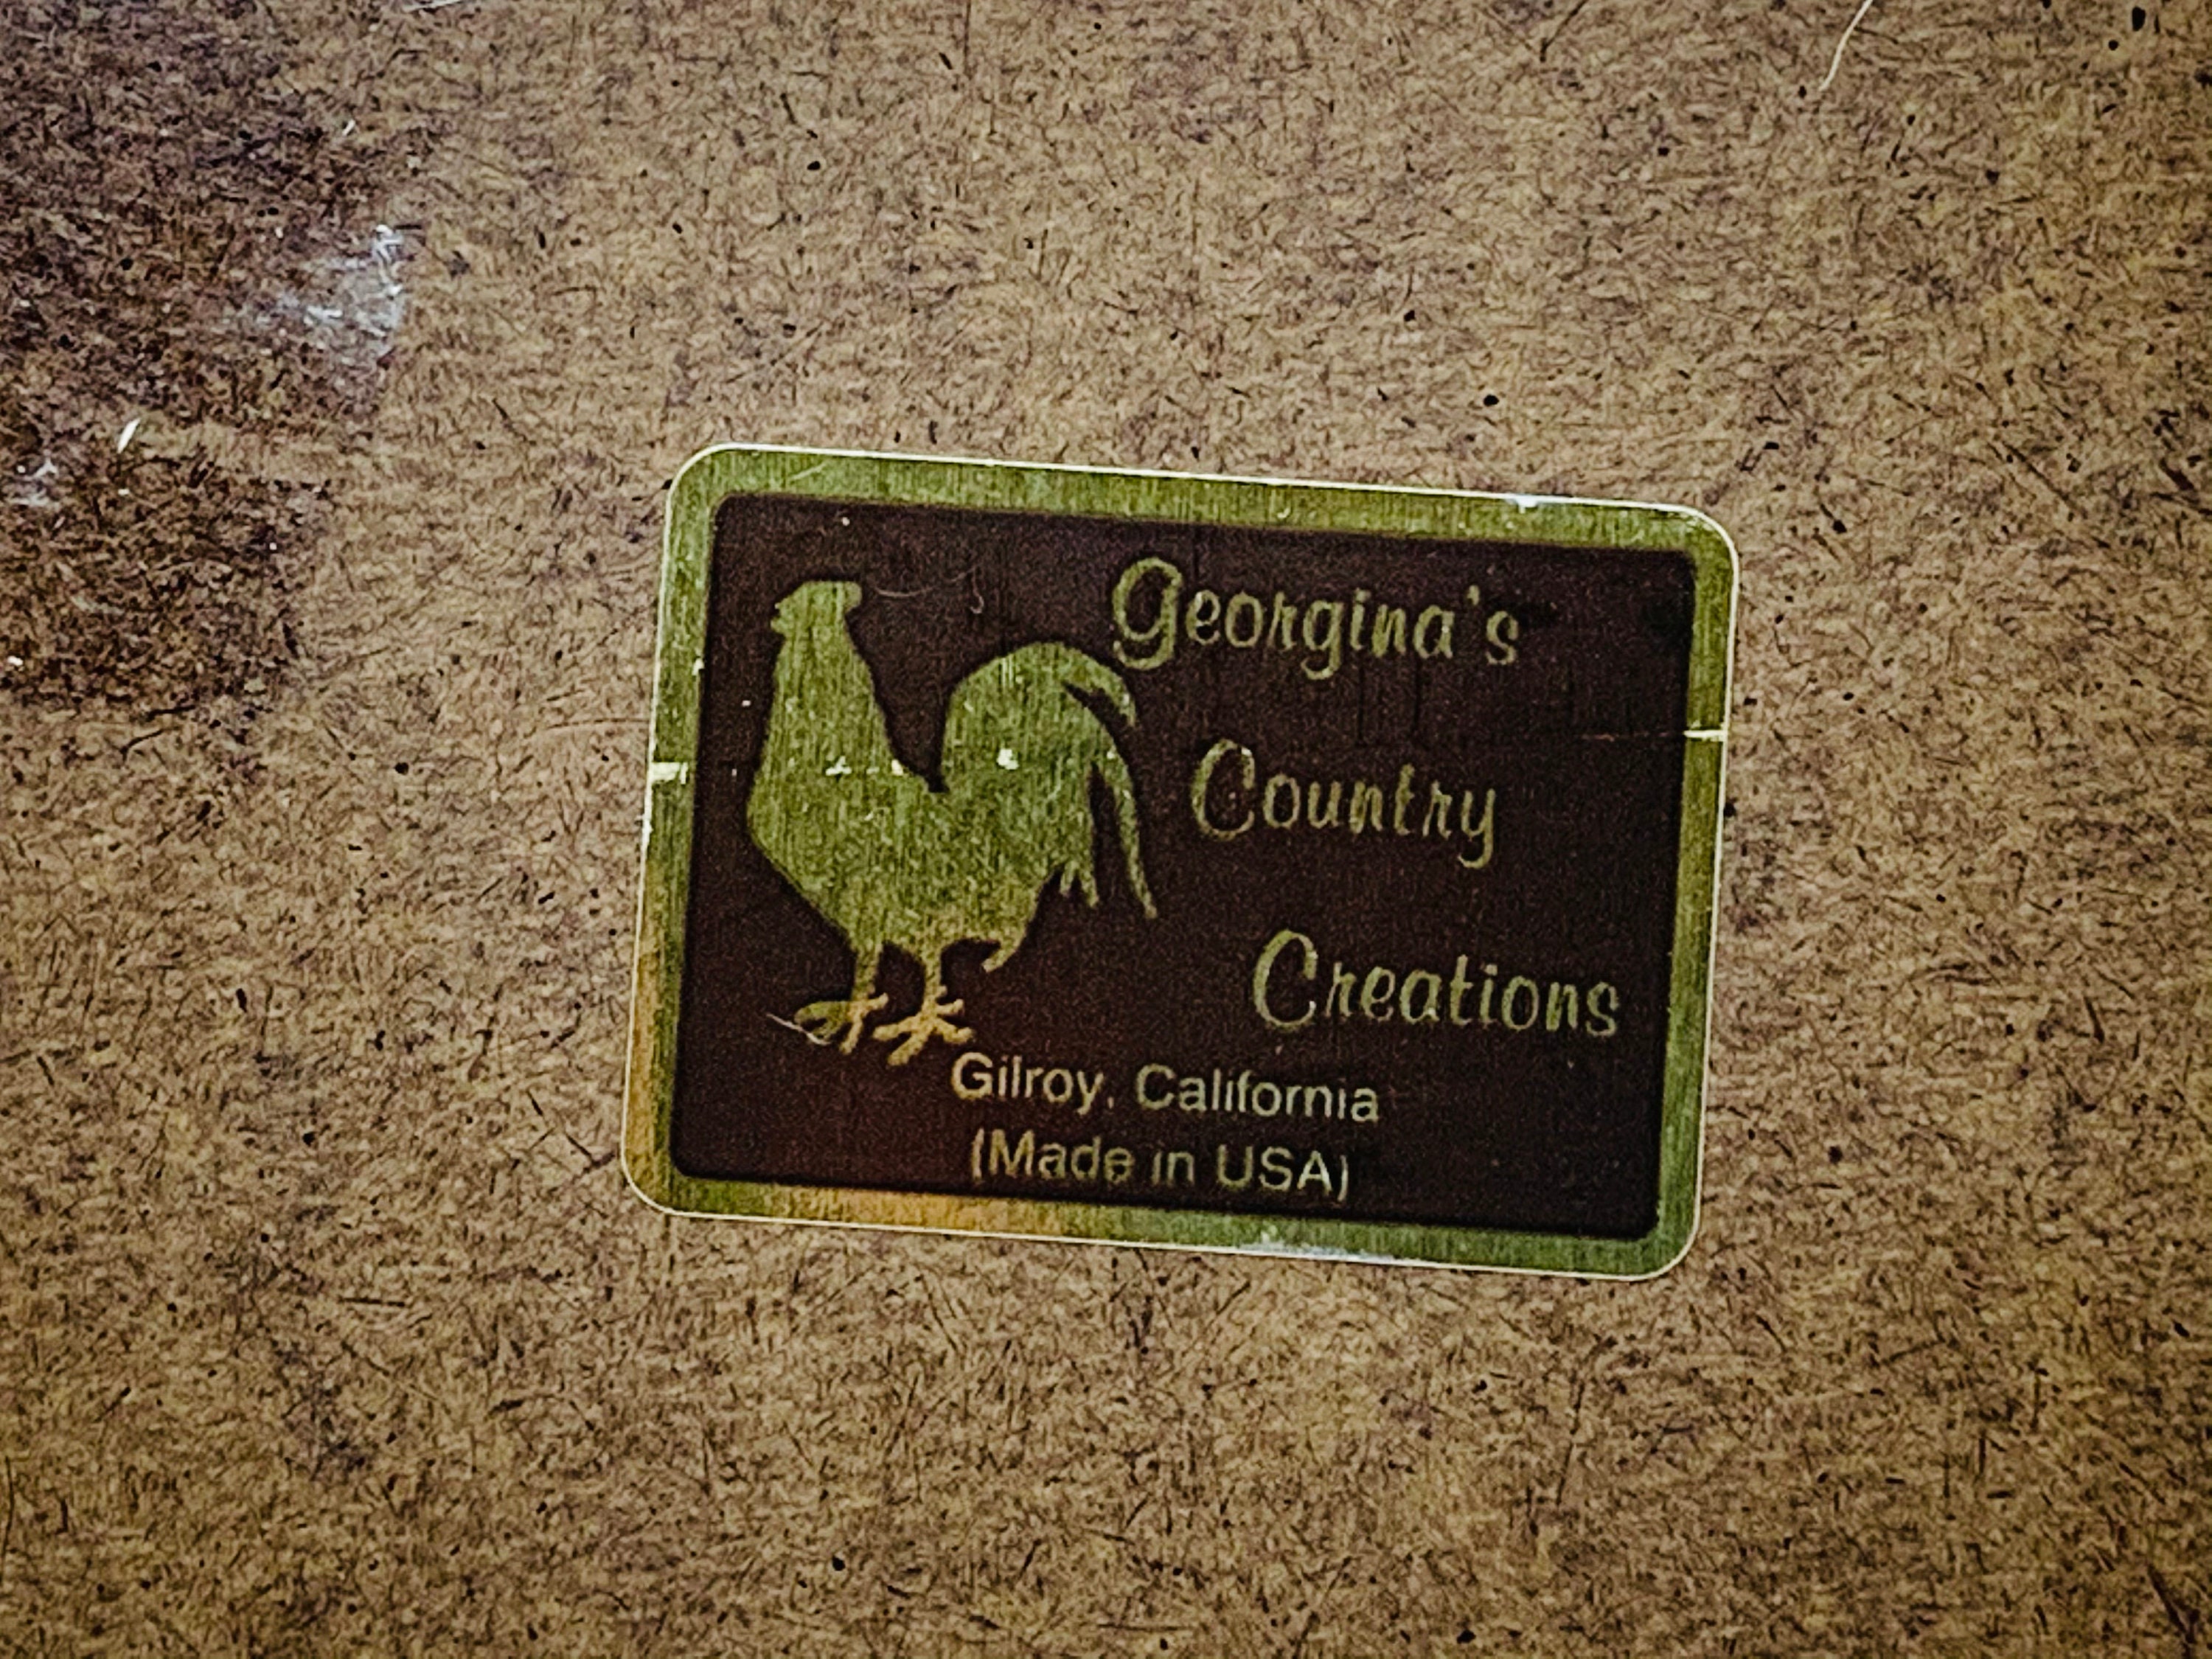 Georgina's
Country
Creations
Gilroy, California
(Made in USA)